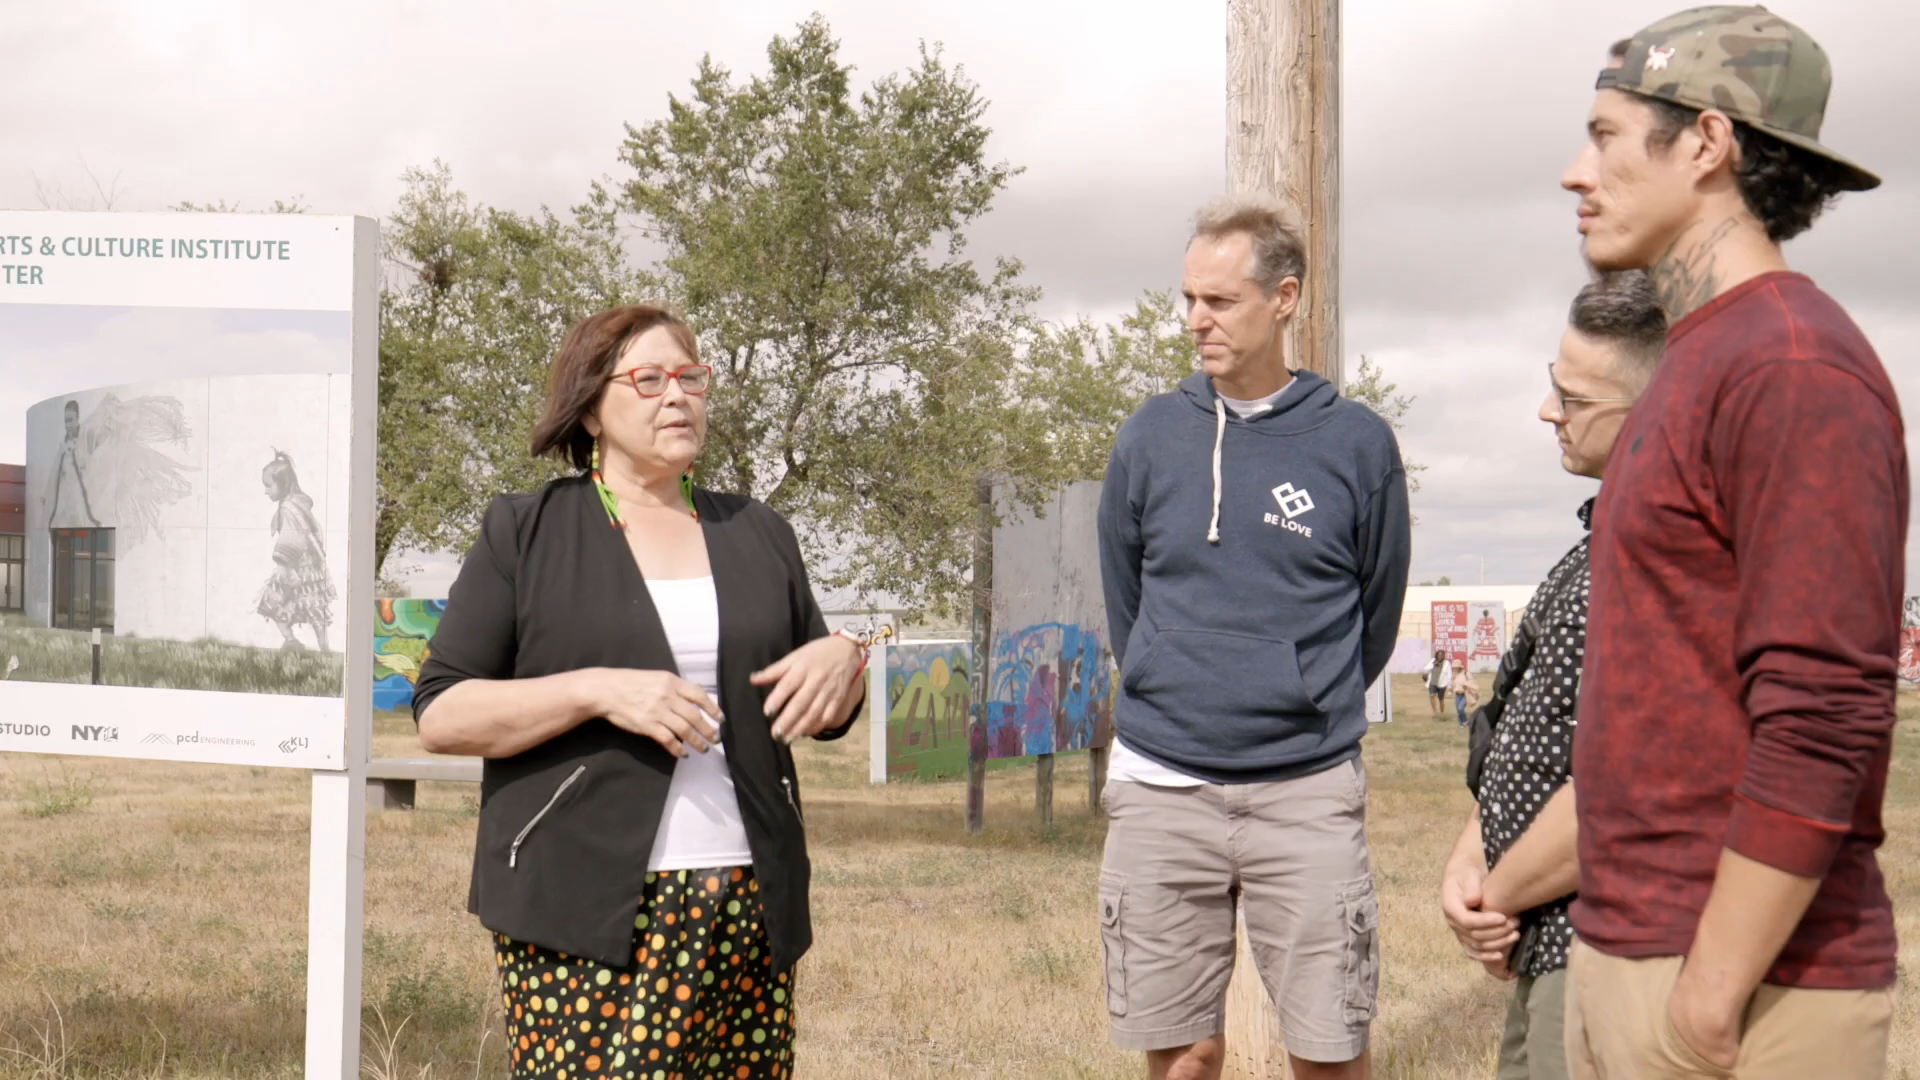 RTS & CULTURE INSTITUTE
TER
STUDIO NY pcd ENGINEERING KLJ
BE LOVE